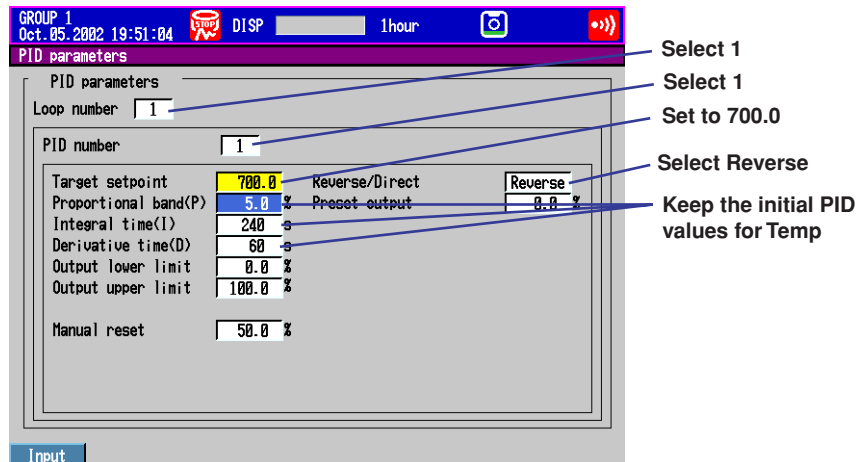 GROUP 1
Oct.05.2002 19:51:04
STOP
DISP
1hour
PID parameters
PID parameters
Loop number 1
PID number 1
Target setpoint 700.0 Reverse/Direct Reverse
Proportional band(P) 5.0 % Preset output 0.0 %
Integral time(I) 240 s
Derivative time(D) 60 s
Output lower limit 0.0 %
Output upper limit 100.0 %
Manual reset 50.0 %
Input
Select 1
Select 1
Set to 700.0
Select Reverse
Keep the initial PID
values for Temp